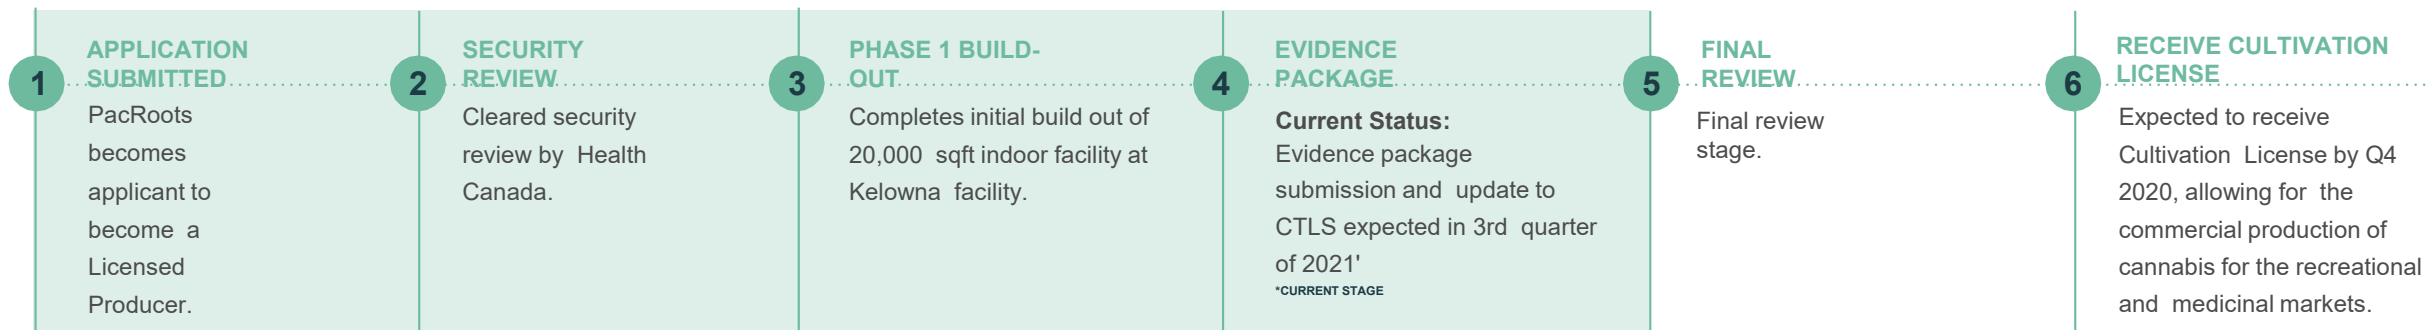 1
APPLICATION
SUBMITTED
PacRoots
becomes
applicant to
become a
Licensed
Producer.
2
SECURITY
REVIEW
Cleared security
review by Health
Canada.
3
PHASE 1 BUILD-
OUT
Completes initial build out of
20,000 sqft indoor facility at
Kelowna facility.
4
EVIDENCE
PACKAGE
Current Status:
Evidence package
submission and update to
CTLS expected in 3rd quarter
of 2021'
*CURRENT STAGE
5
FINAL
REVIEW
Final review
stage.
6
RECEIVE CULTIVATION
LICENSE
Expected to receive
Cultivation License by Q4
2020, allowing for the
commercial production of
cannabis for the recreational
and medicinal markets.